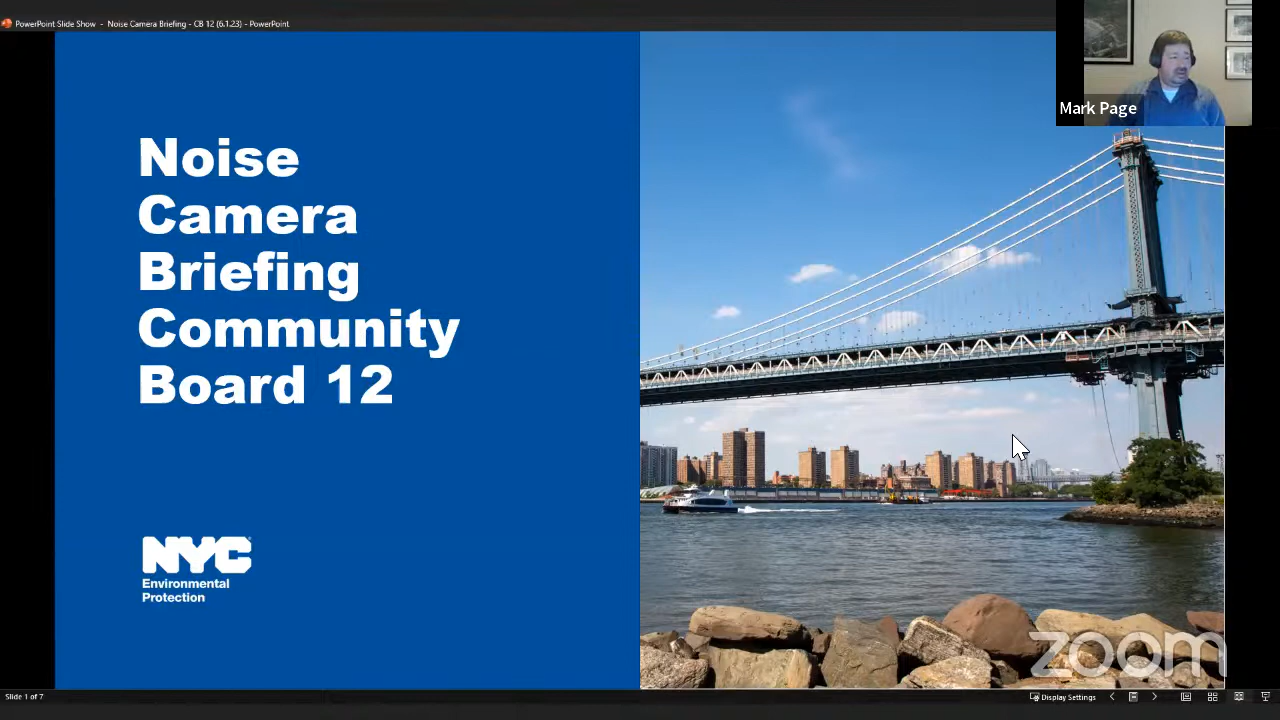 PowerPoint Slide Show - Noise Camera Briefing - CB 12 (6.1.23) - PowerPoint
Mark Page
Noise
Camera
Briefing
Community
Board 12
NYC
Environmental
Protection
zoom
Slide 1 of 7
Display Settings